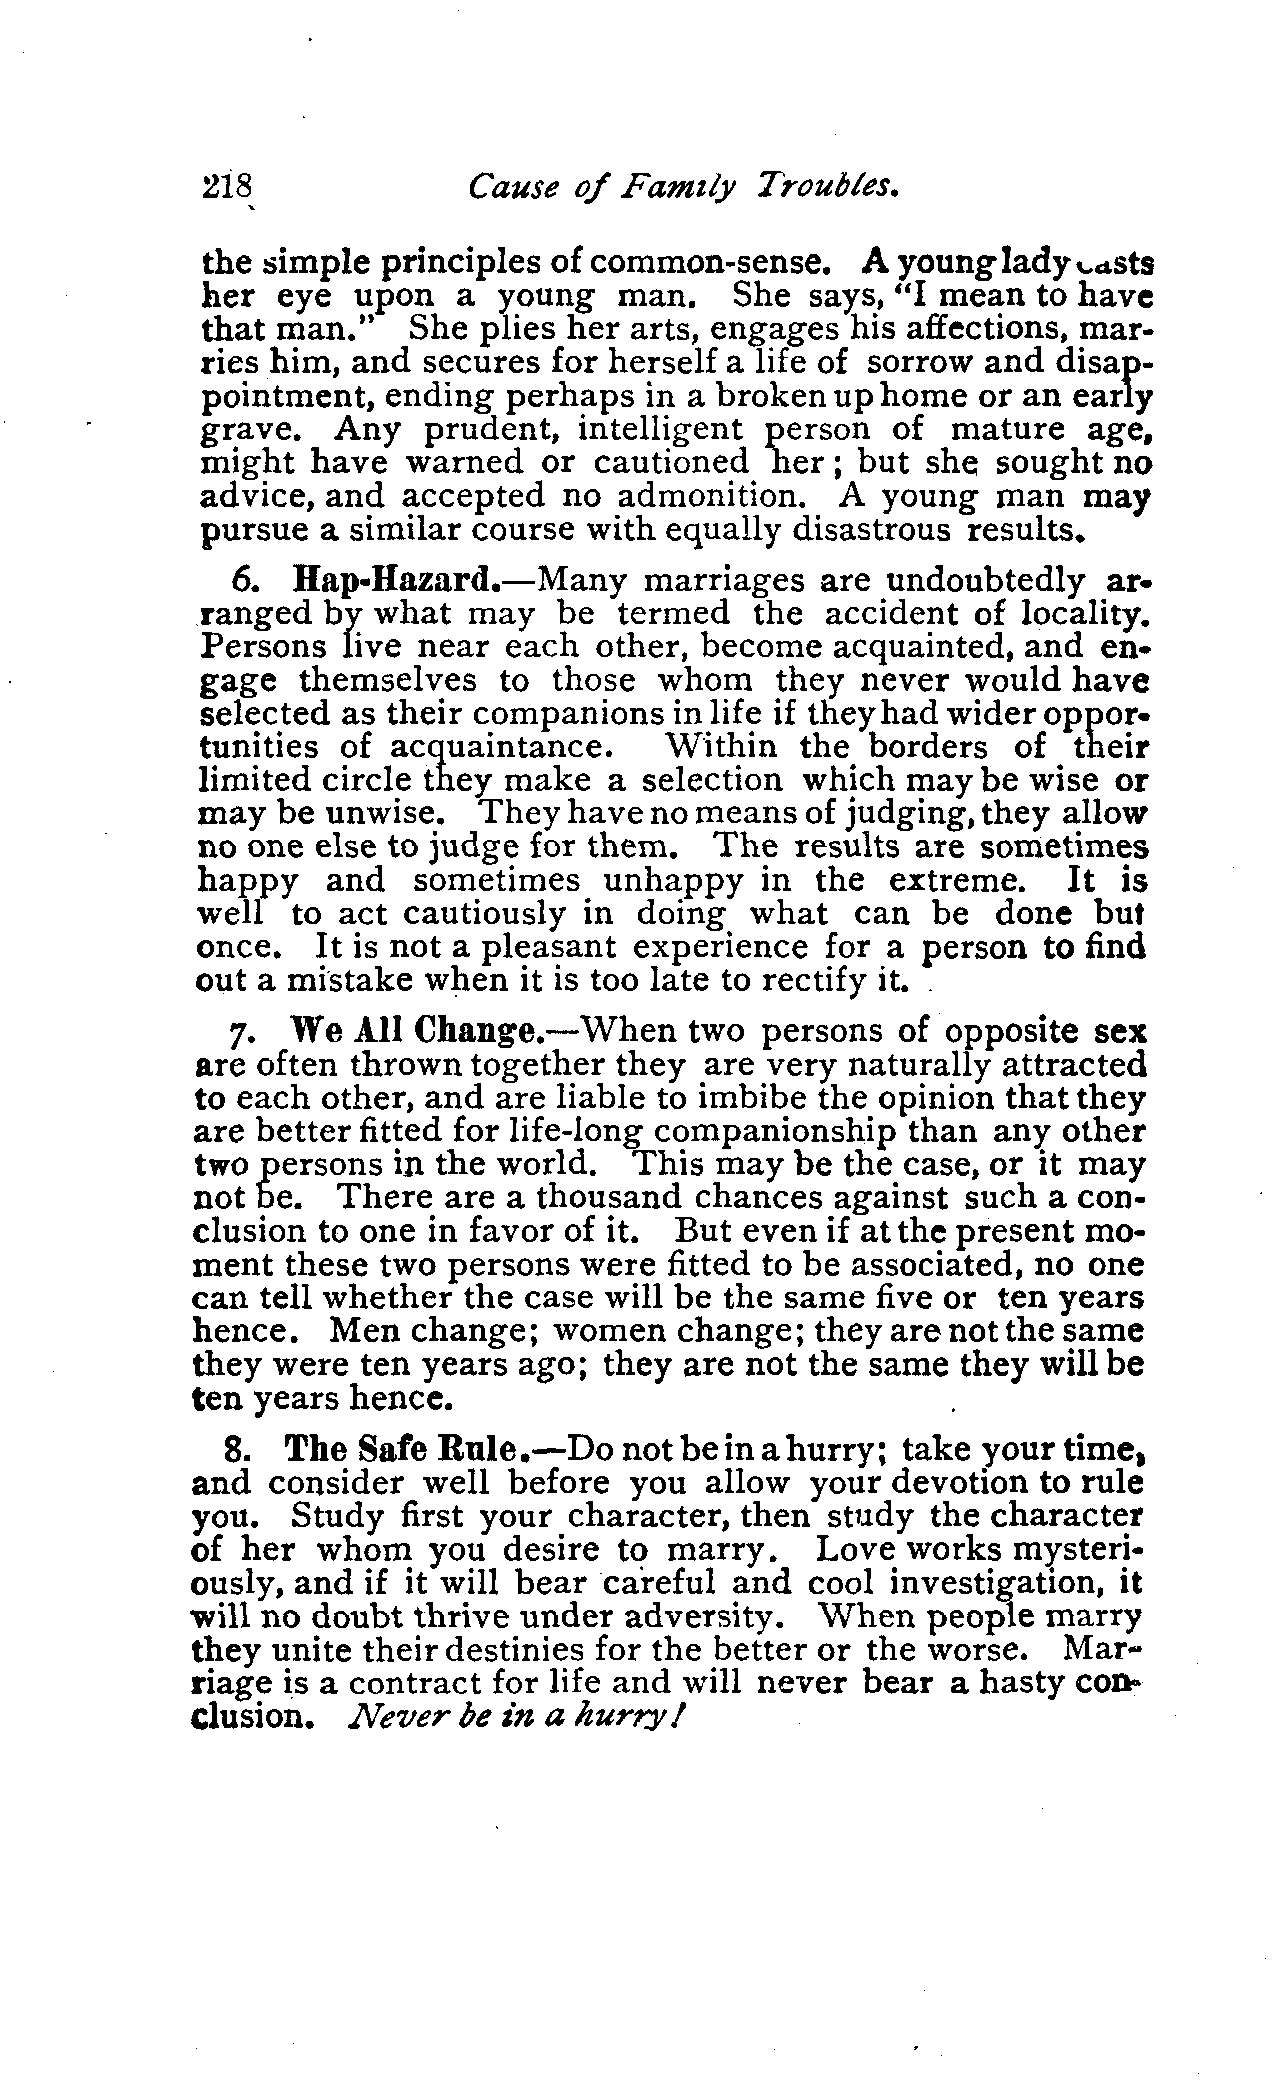 218 Cause of Family Troubles.
the simple principles of common-sense. A young lady casts
her eye upon a young man. She says, "I mean to have
that man." She plies her arts, engages his affections, mar-
ries him, and secures for herself a life of sorrow and disap-
pointment, ending perhaps in a broken up home or an early
grave. Any prudent, intelligent person of mature age,
might have warned or cautioned her; but she sought no
advice, and accepted no admonition. A young man may
pursue a similar course with equally disastrous results.
6. Hap-Hazard.—Many marriages are undoubtedly ar-
ranged by what may be termed the accident of locality.
Persons live near each other, become acquainted, and en-
gage themselves to those whom they never would have
selected as their companions in life if they had wider oppor-
tunities of acquaintance. Within the borders of their
limited circle they make a selection which may be wise or
may be unwise. They have no means of judging, they allow
no one else to judge for them. The results are sometimes
happy and sometimes unhappy in the extreme. It is
well to act cautiously in doing what can be done but
once. It is not a pleasant experience for a person to find
out a mistake when it is too late to rectify it.
7. We All Change.—When two persons of opposite sex
are often thrown together they are very naturally attracted
to each other, and are liable to imbibe the opinion that they
are better fitted for life-long companionship than any other
two persons in the world. This may be the case, or it may
not be. There are a thousand chances against such a con-
clusion to one in favor of it. But even if at the present mo-
ment these two persons were fitted to be associated, no one
can tell whether the case will be the same five or ten years
hence. Men change; women change; they are not the same
they were ten years ago; they are not the same they will be
ten years hence.
8. The Safe Rule.—Do not be in a hurry; take your time,
and consider well before you allow your devotion to rule
you. Study first your character, then study the character
of her whom you desire to marry. Love works mysteri-
ously, and if it will bear careful and cool investigation, it
will no doubt thrive under adversity. When people marry
they unite their destinies for the better or the worse. Mar-
riage is a contract for life and will never bear a hasty con-
clusion. Never be in a hurry!